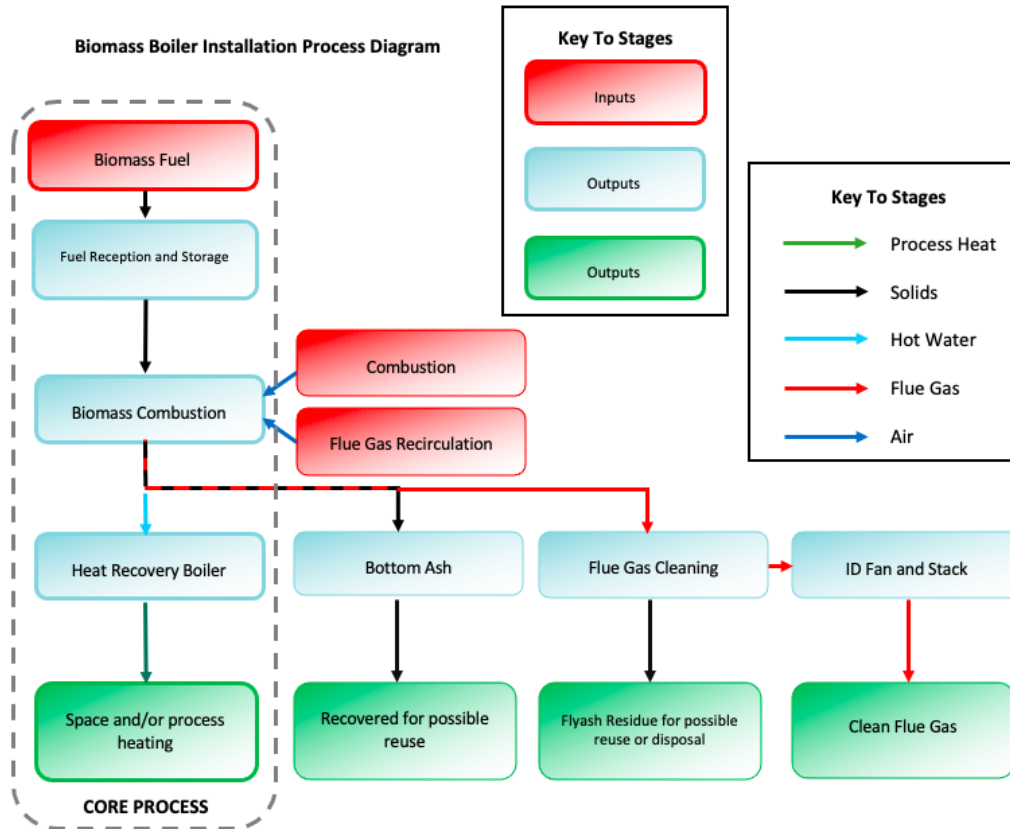 Biomass Boiler Installation Process Diagram
Key To Stages
Inputs
Outputs
Outputs
Key To Stages
Process Heat
Solids
Hot Water
Flue Gas
Air
Biomass Fuel
Fuel Reception and Storage
Biomass Combustion
Combustion
Flue Gas Recirculation
Heat Recovery Boiler
Bottom Ash
Flue Gas Cleaning
ID Fan and Stack
Space and/or process
heating
Recovered for possible
reuse
Flyash Residue for possible
reuse or disposal
Clean Flue Gas
CORE PROCESS